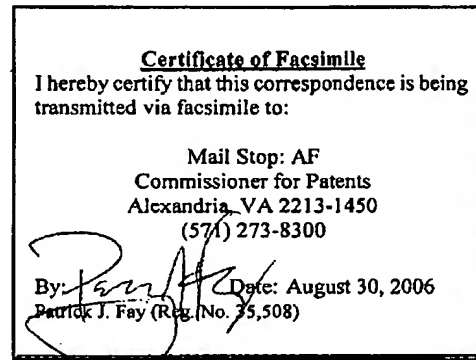 Certificate of Facsimile
I hereby certify that this correspondence is being
transmitted via facsimile to:
Mail Stop: AF
Commissioner for Patents
Alexandria, VA 2213-1450
(571) 273-8300
By: Date: August 30, 2006
Patrick J. Fay (Reg. No. 35,508)